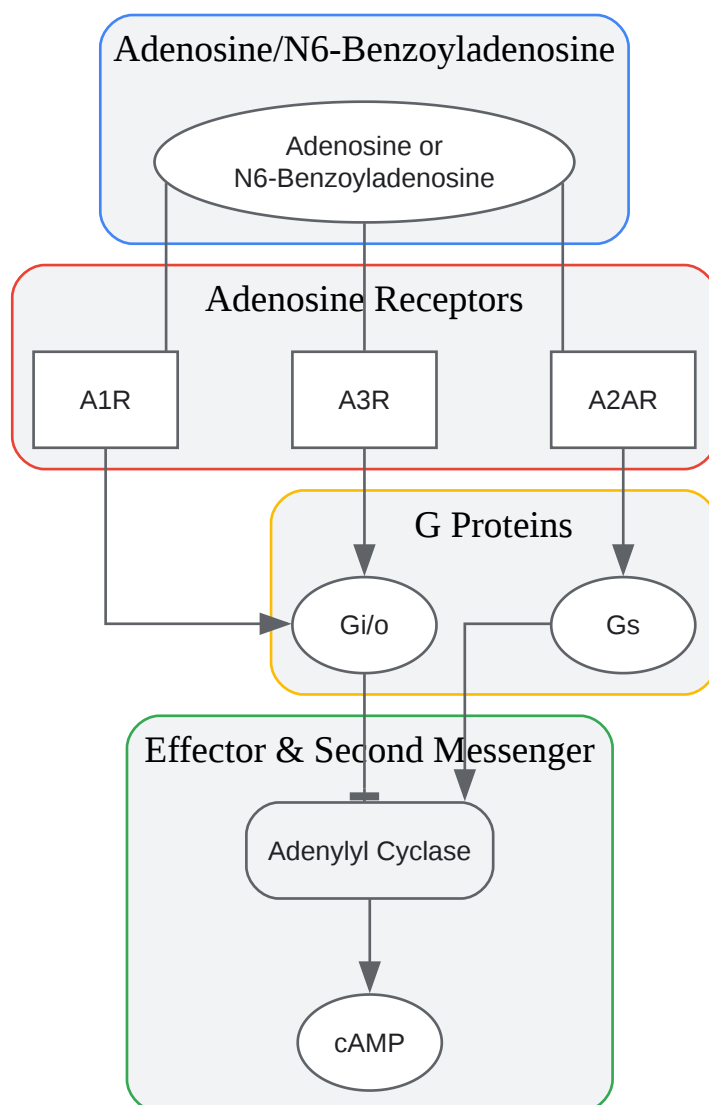 Adenosine/N6-Benzoyladenosine
Adenosine or
N6-Benzoyladenosine
Adenosine Receptors
A1R
A3R
A2AR
G Proteins
Gi/o
Gs
Effector & Second Messenger
Adenylyl Cyclase
cAMP